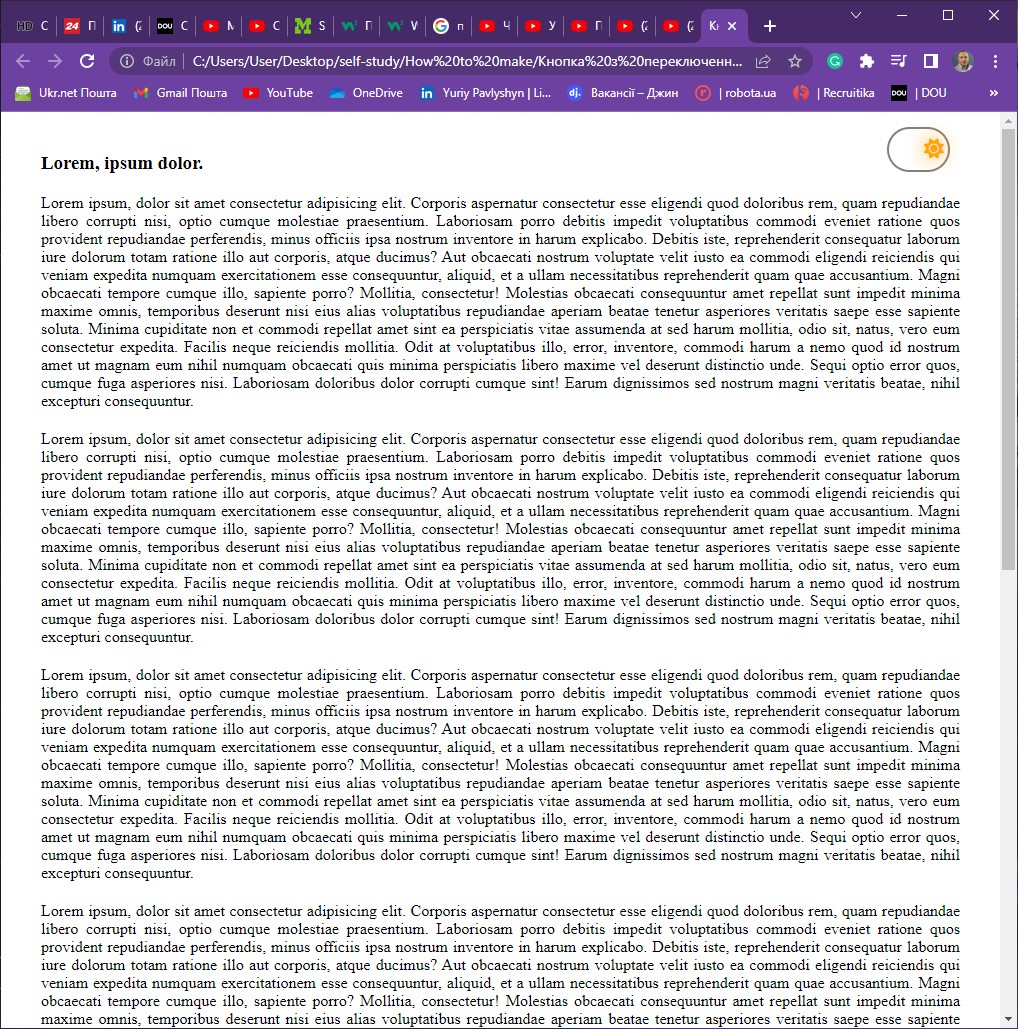 HD С 24 П in (2 DOU С М С M S П W G п Ч У П (2 (2 Кн
Файл | C:/Users/User/Desktop/self-study/How%20to%20make/Кнопка%20з%20переключенн...
Ukr.net Пошта Gmail Пошта YouTube OneDrive in Yuriy Pavlyshyn | Li... dj. Вакансії – Джин r | robota.ua | Recruitika DOU | DOU »
Lorem, ipsum dolor.
Lorem ipsum, dolor sit amet consectetur adipisicing elit. Corporis aspernatur consectetur esse eligendi quod doloribus rem, quam repudiandae
libero corrupti nisi, optio cumque molestiae praesentium. Laboriosam porro debitis impedit voluptatibus commodi eveniet ratione quos
provident repudiandae perferendis, minus officiis ipsa nostrum inventore in harum explicabo. Debitis iste, reprehenderit consequatur laborum
iure dolorum totam ratione illo aut corporis, atque ducimus? Aut obcaecati nostrum voluptate velit iusto ea commodi eligendi reiciendis qui
veniam expedita numquam exercitationem esse consequuntur, aliquid, et a ullam necessitatibus reprehenderit quam quae accusantium. Magni
obcaecati tempore cumque illo, sapiente porro? Mollitia, consectetur! Molestias obcaecati consequuntur amet repellat sunt impedit minima
maxime omnis, temporibus deserunt nisi eius alias voluptatibus repudiandae aperiam beatae tenetur asperiores veritatis saepe esse sapiente
soluta. Minima cupiditate non et commodi repellat amet sint ea perspiciatis vitae assumenda at sed harum mollitia, odio sit, natus, vero eum
consectetur expedita. Facilis neque reiciendis mollitia. Odit at voluptatibus illo, error, inventore, commodi harum a nemo quod id nostrum
amet ut magnam eum nihil numquam obcaecati quis minima perspiciatis libero maxime vel deserunt distinctio unde. Sequi optio error quos,
cumque fuga asperiores nisi. Laboriosam doloribus dolor corrupti cumque sint! Earum dignissimos sed nostrum magni veritatis beatae, nihil
excepturi consequuntur.
Lorem ipsum, dolor sit amet consectetur adipisicing elit. Corporis aspernatur consectetur esse eligendi quod doloribus rem, quam repudiandae
libero corrupti nisi, optio cumque molestiae praesentium. Laboriosam porro debitis impedit voluptatibus commodi eveniet ratione quos
provident repudiandae perferendis, minus officiis ipsa nostrum inventore in harum explicabo. Debitis iste, reprehenderit consequatur laborum
iure dolorum totam ratione illo aut corporis, atque ducimus? Aut obcaecati nostrum voluptate velit iusto ea commodi eligendi reiciendis qui
veniam expedita numquam exercitationem esse consequuntur, aliquid, et a ullam necessitatibus reprehenderit quam quae accusantium. Magni
obcaecati tempore cumque illo, sapiente porro? Mollitia, consectetur! Molestias obcaecati consequuntur amet repellat sunt impedit minima
maxime omnis, temporibus deserunt nisi eius alias voluptatibus repudiandae aperiam beatae tenetur asperiores veritatis saepe esse sapiente
soluta. Minima cupiditate non et commodi repellat amet sint ea perspiciatis vitae assumenda at sed harum mollitia, odio sit, natus, vero eum
consectetur expedita. Facilis neque reiciendis mollitia. Odit at voluptatibus illo, error, inventore, commodi harum a nemo quod id nostrum
amet ut magnam eum nihil numquam obcaecati quis minima perspiciatis libero maxime vel deserunt distinctio unde. Sequi optio error quos,
cumque fuga asperiores nisi. Laboriosam doloribus dolor corrupti cumque sint! Earum dignissimos sed nostrum magni veritatis beatae, nihil
excepturi consequuntur.
Lorem ipsum, dolor sit amet consectetur adipisicing elit. Corporis aspernatur consectetur esse eligendi quod doloribus rem, quam repudiandae
libero corrupti nisi, optio cumque molestiae praesentium. Laboriosam porro debitis impedit voluptatibus commodi eveniet ratione quos
provident repudiandae perferendis, minus officiis ipsa nostrum inventore in harum explicabo. Debitis iste, reprehenderit consequatur laborum
iure dolorum totam ratione illo aut corporis, atque ducimus? Aut obcaecati nostrum voluptate velit iusto ea commodi eligendi reiciendis qui
veniam expedita numquam exercitationem esse consequuntur, aliquid, et a ullam necessitatibus reprehenderit quam quae accusantium. Magni
obcaecati tempore cumque illo, sapiente porro? Mollitia, consectetur! Molestias obcaecati consequuntur amet repellat sunt impedit minima
maxime omnis, temporibus deserunt nisi eius alias voluptatibus repudiandae aperiam beatae tenetur asperiores veritatis saepe esse sapiente
soluta. Minima cupiditate non et commodi repellat amet sint ea perspiciatis vitae assumenda at sed harum mollitia, odio sit, natus, vero eum
consectetur expedita. Facilis neque reiciendis mollitia. Odit at voluptatibus illo, error, inventore, commodi harum a nemo quod id nostrum
amet ut magnam eum nihil numquam obcaecati quis minima perspiciatis libero maxime vel deserunt distinctio unde. Sequi optio error quos,
cumque fuga asperiores nisi. Laboriosam doloribus dolor corrupti cumque sint! Earum dignissimos sed nostrum magni veritatis beatae, nihil
excepturi consequuntur.
Lorem ipsum, dolor sit amet consectetur adipisicing elit. Corporis aspernatur consectetur esse eligendi quod doloribus rem, quam repudiandae
libero corrupti nisi, optio cumque molestiae praesentium. Laboriosam porro debitis impedit voluptatibus commodi eveniet ratione quos
provident repudiandae perferendis, minus officiis ipsa nostrum inventore in harum explicabo. Debitis iste, reprehenderit consequatur laborum
iure dolorum totam ratione illo aut corporis, atque ducimus? Aut obcaecati nostrum voluptate velit iusto ea commodi eligendi reiciendis qui
veniam expedita numquam exercitationem esse consequuntur, aliquid, et a ullam necessitatibus reprehenderit quam quae accusantium. Magni
obcaecati tempore cumque illo, sapiente porro? Mollitia, consectetur! Molestias obcaecati consequuntur amet repellat sunt impedit minima
maxime omnis, temporibus deserunt nisi eius alias voluptatibus repudiandae aperiam beatae tenetur asperiores veritatis saepe esse sapiente